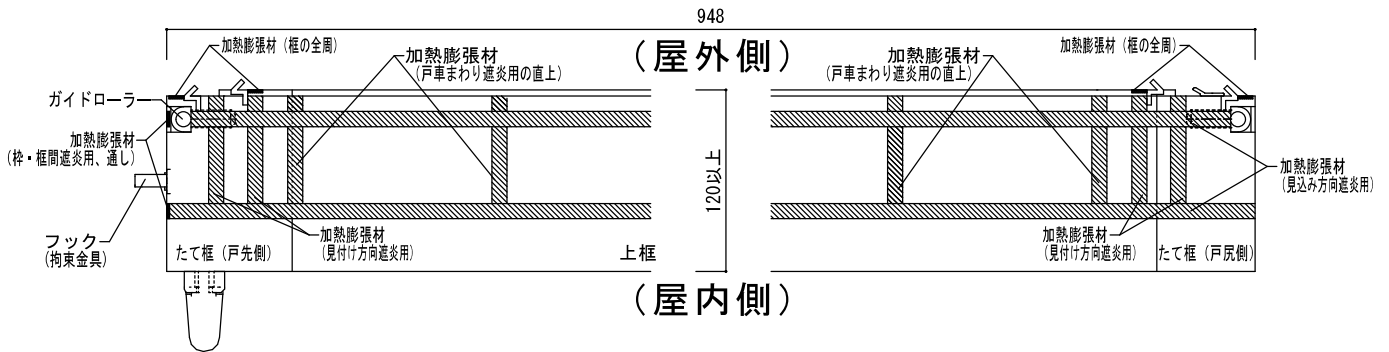 948
加熱膨張材（框の全周）
（屋外側）
加熱膨張材（框の全周）
加熱膨張材
（戸車まわり遮炎用の直上）
加熱膨張材
（戸車まわり遮炎用の直上）
ガイドローラー
加熱膨張材
（枠・框間遮炎用、通し）
加熱膨張材
（見込み方向遮炎用）
120以上
フック
（拘束金具）
たて框（戸先側）
加熱膨張材
（見付け方向遮炎用）
上框
加熱膨張材
（見付け方向遮炎用）
たて框（戸尻側）
（屋内側）